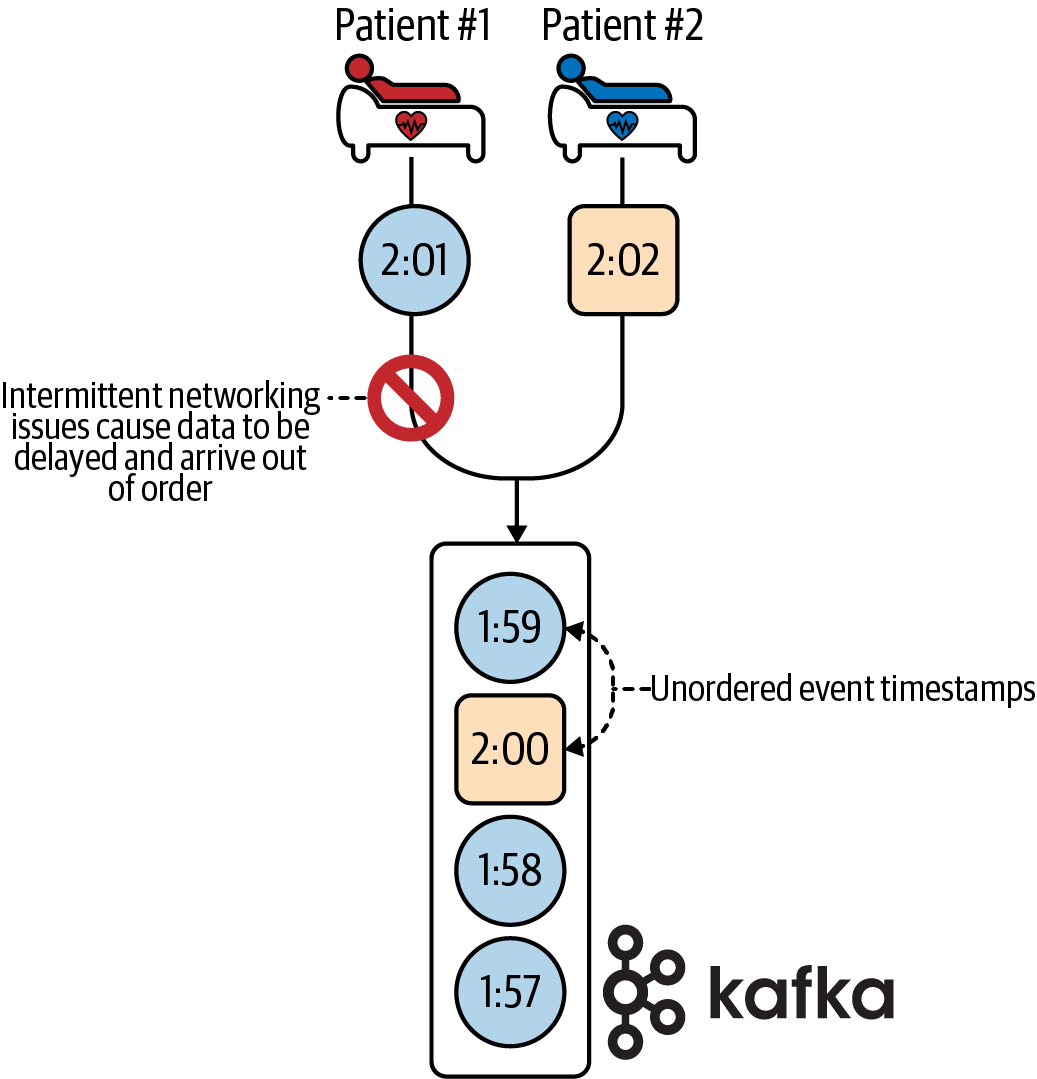 Patient #1
Patient #2
2:01
2:02
Intermittent networking
issues cause data to be
delayed and arrive out
of order
1:59
Unordered event timestamps
2:00
1:58
1:57
kafka